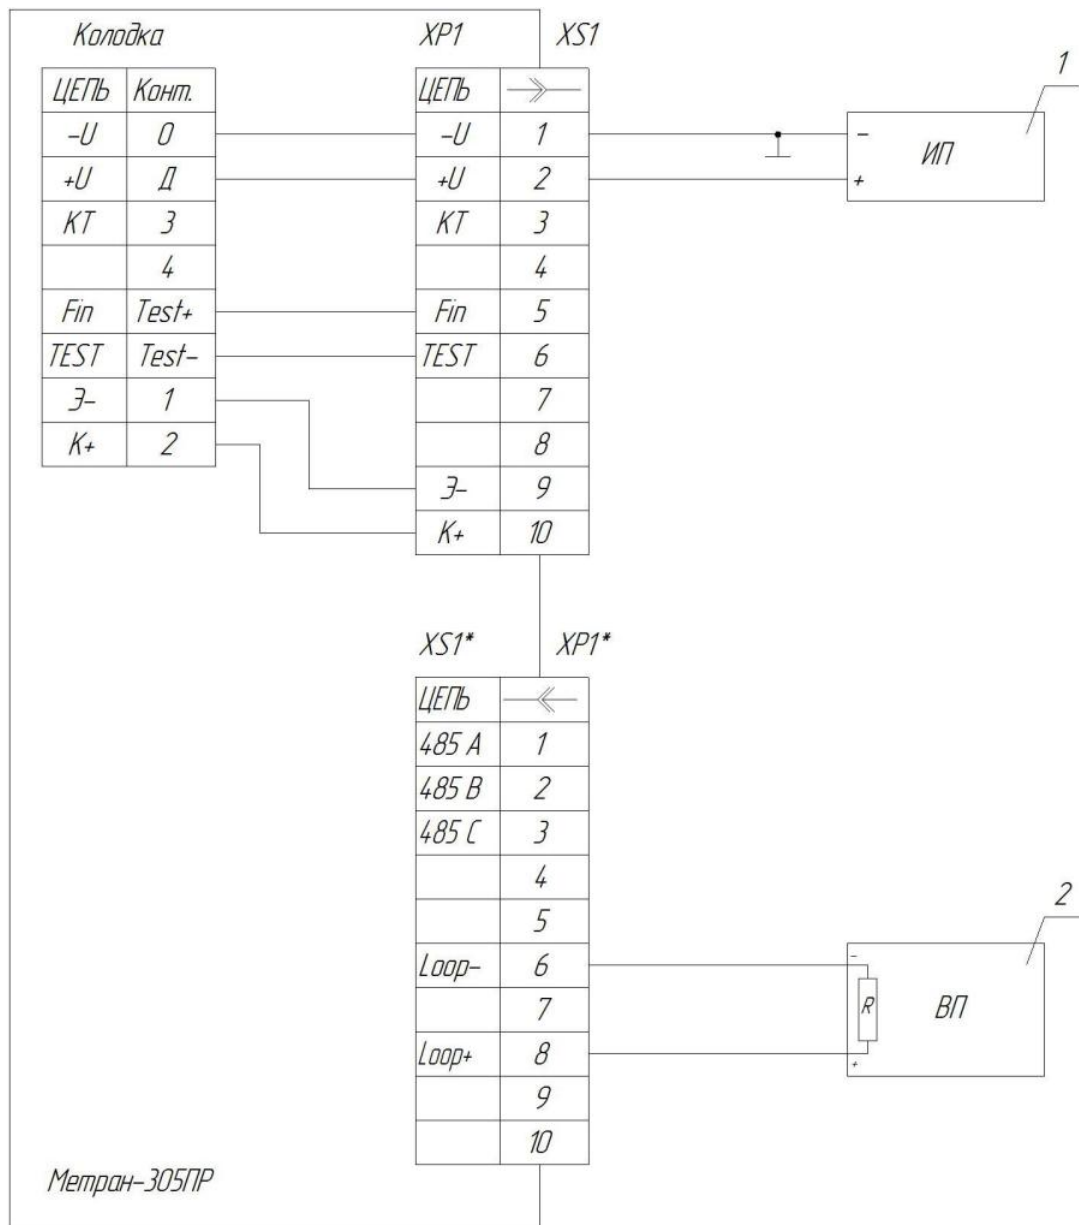 Колодка
ЦЕПЬ Конт.
-U 0
+U Д
КТ 3
4
Fin Test+
TEST Test-
Э- 1
К+ 2
ХР1 XS1
ЦЕПЬ
-U 1
+U 2
КТ 3
4
Fin 5
TEST 6
7
8
Э- 9
К+ 10
1
- ИП
+
XS1* ХР1*
ЦЕПЬ
485 A 1
485 B 2
485 C 3
4
5
Loop- 6
7
Loop+ 8
9
10
2
-
R ВП
+
Метран-305ПР